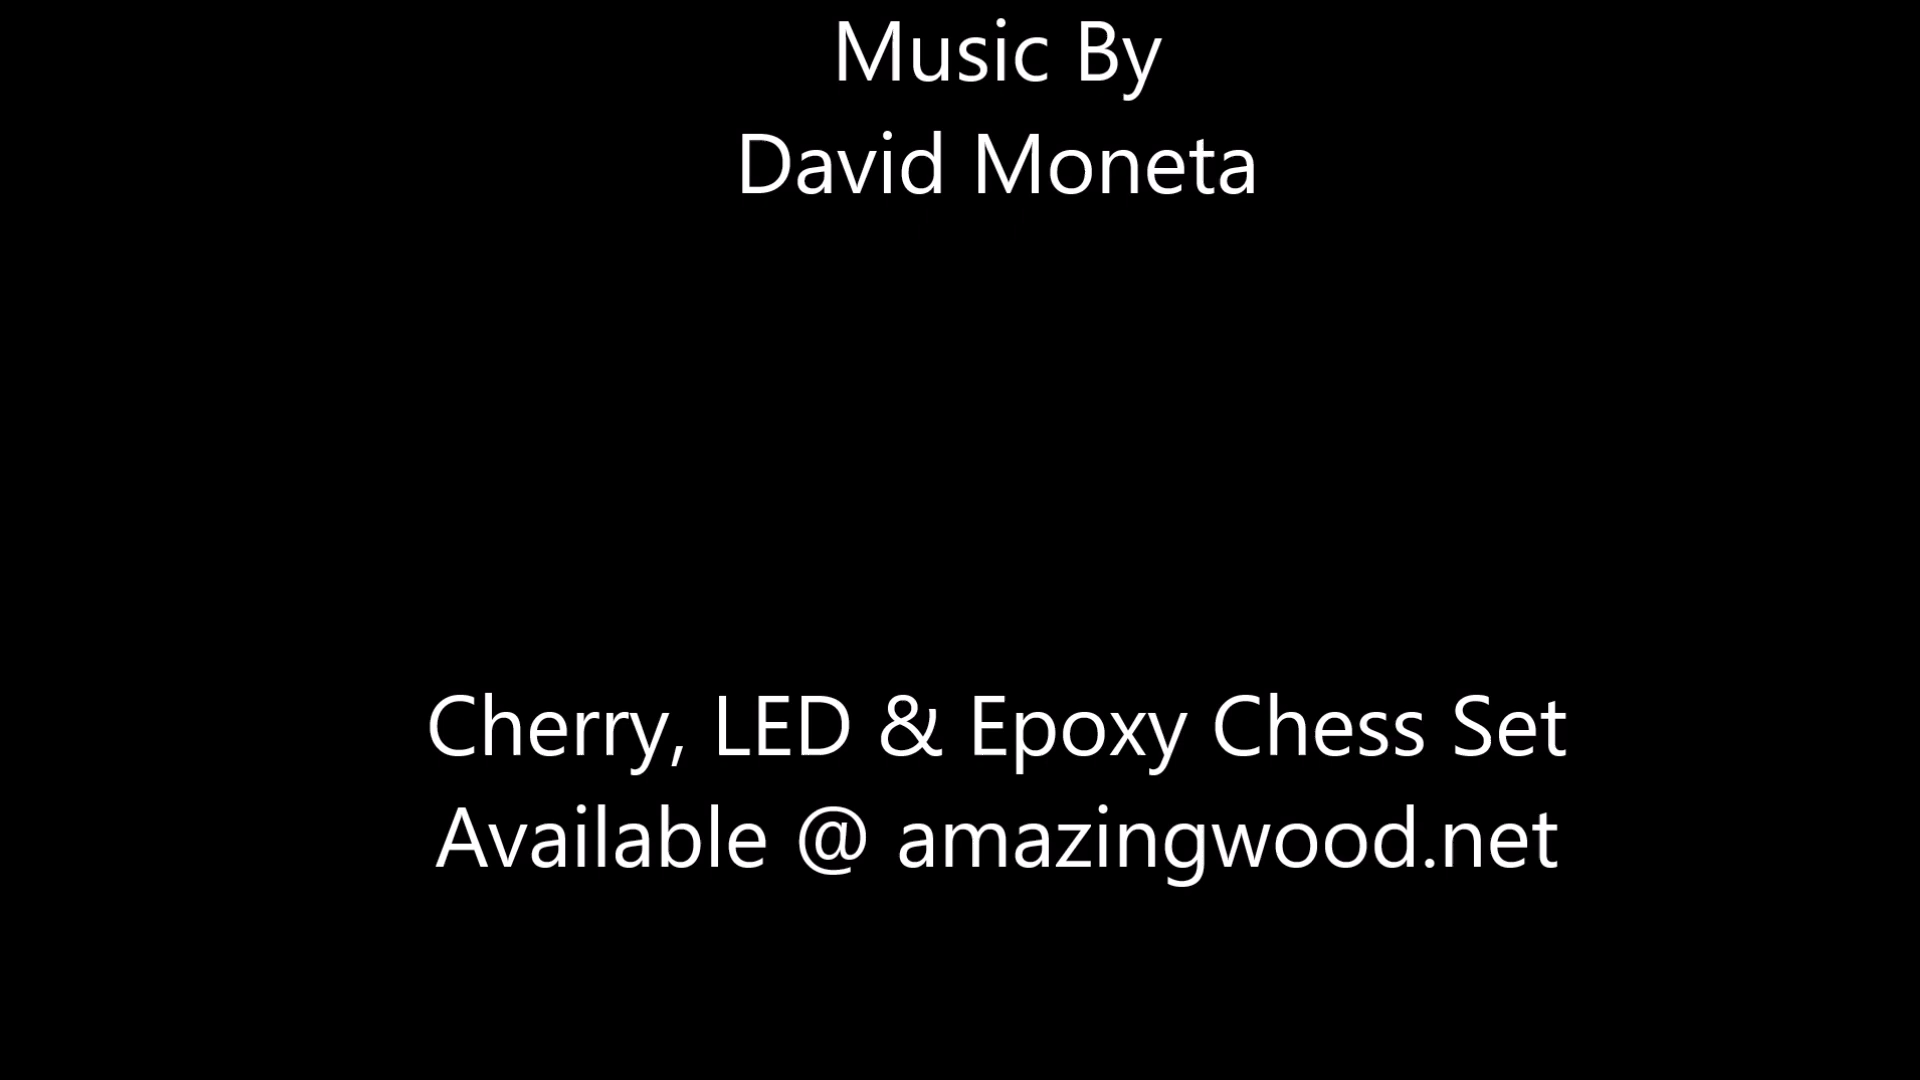 Music By
David Moneta
Cherry, LED & Epoxy Chess Set
Available @ amazingwood.net